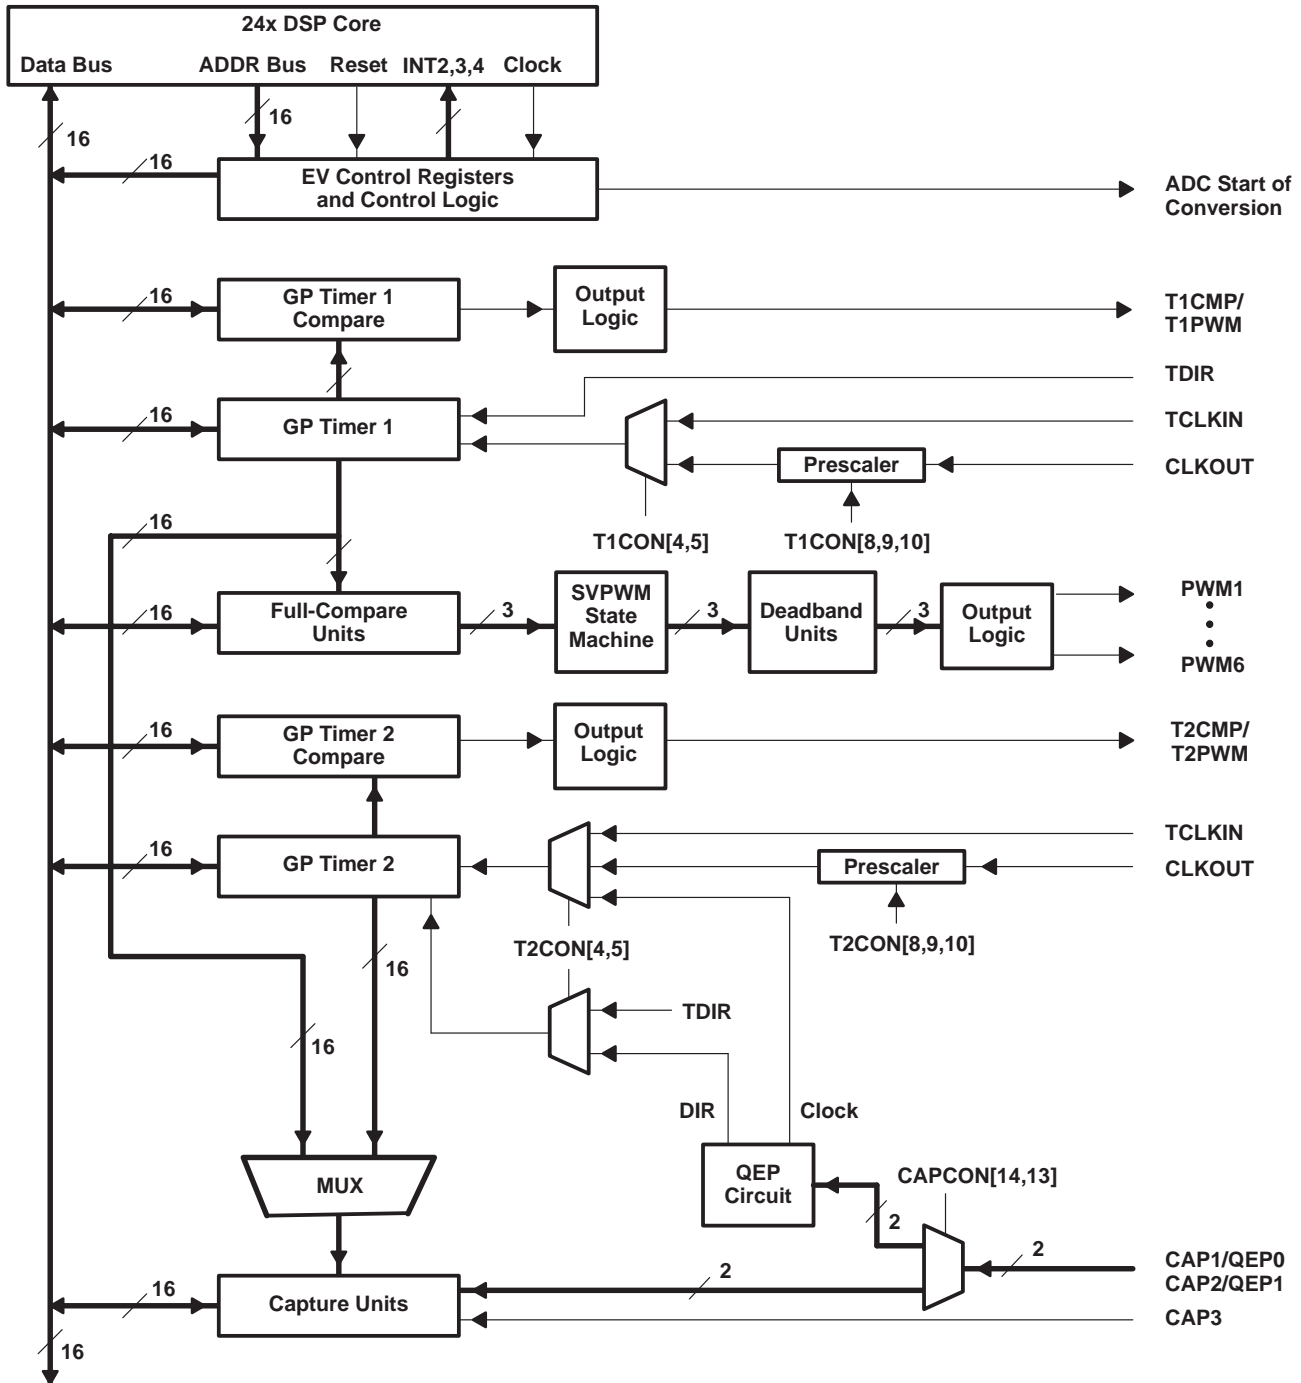 24x DSP Core
Data Bus
ADDR Bus
Reset
INT2,3,4
Clock
16
16
16
EV Control Registers
and Control Logic
ADC Start of
Conversion
16
GP Timer 1
Compare
Output
Logic
T1CMP/
T1PWM
TDIR
16
GP Timer 1
TCLKIN
Prescaler
CLKOUT
16
T1CON[4,5]
T1CON[8,9,10]
16
Full-Compare
Units
3
SVPWM
State
Machine
3
Deadband
Units
3
Output
Logic
PWM1
PWM6
16
GP Timer 2
Compare
Output
Logic
T2CMP/
T2PWM
TCLKIN
16
GP Timer 2
Prescaler
CLKOUT
T2CON[4,5]
T2CON[8,9,10]
16
TDIR
16
DIR
Clock
MUX
QEP
Circuit
CAPCON[14,13]
2
2
CAP1/QEP0
CAP2/QEP1
16
Capture Units
2
CAP3
16